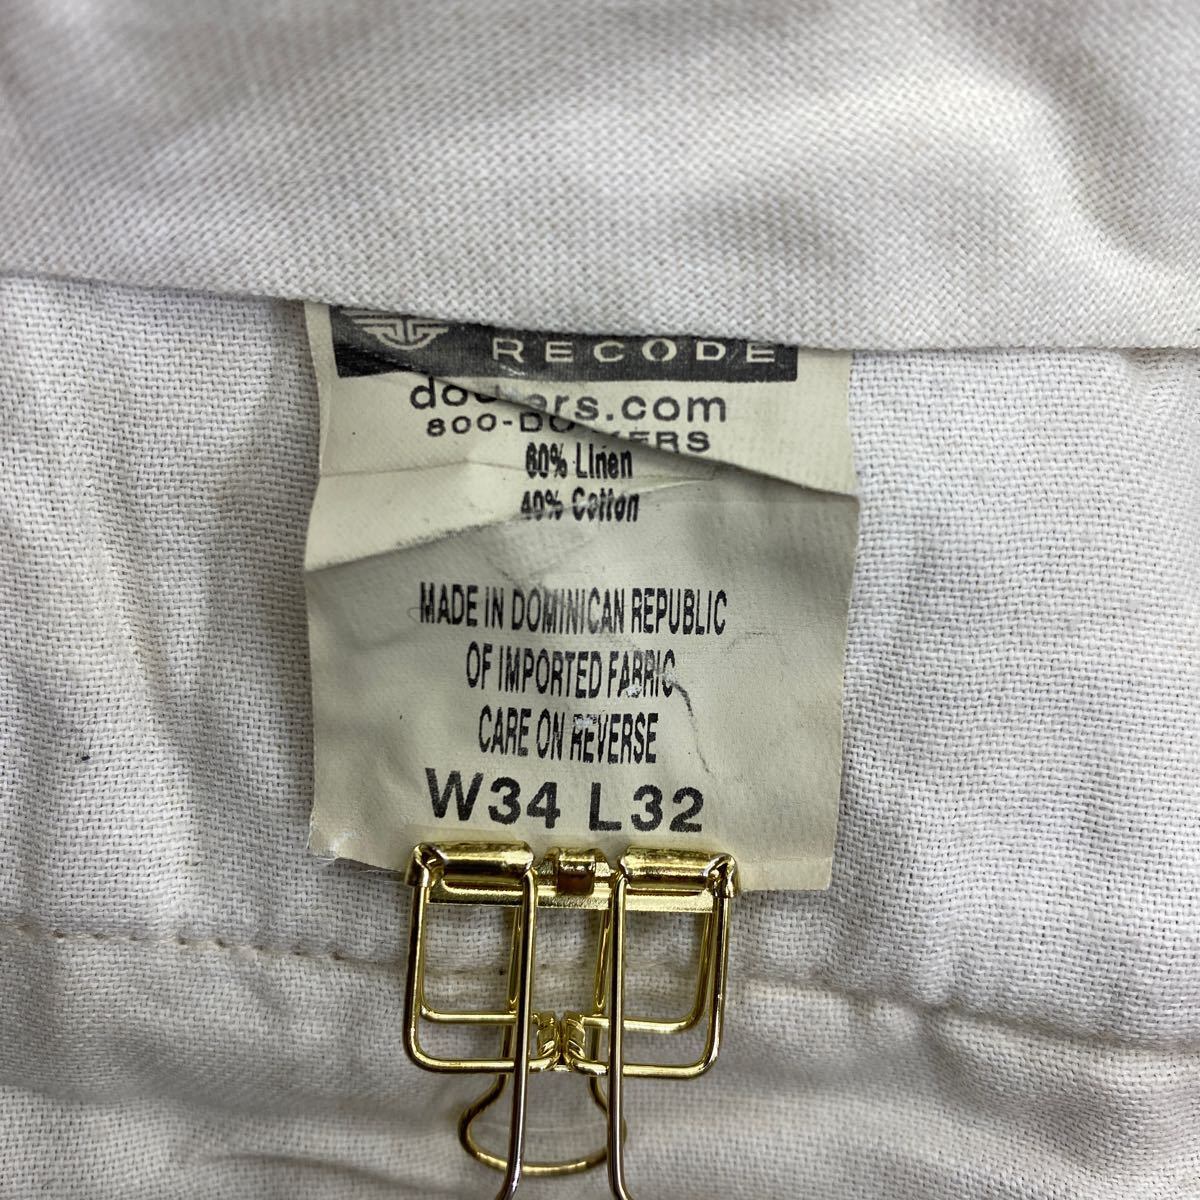 RECODE
dockers.com
800-DOCKERS
60% Linen
40% Cotton
MADE IN DOMINICAN REPUBLIC
OF IMPORTED FABRIC
CARE ON REVERSE
W34 L32